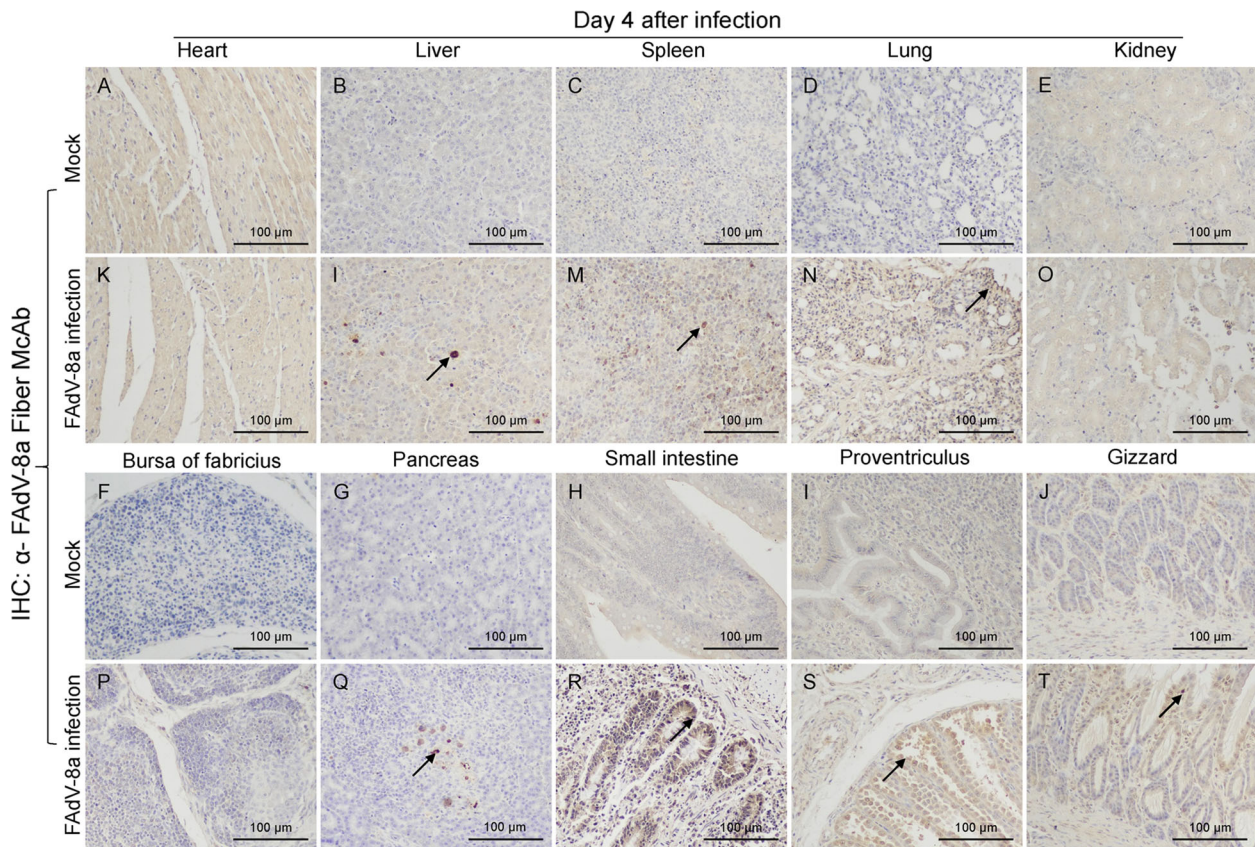 Day 4 after infection
Heart Liver Spleen Lung Kidney
IHC: α- FAdV-8a Fiber McAb
Mock
A B C D E
100 µm 100 µm 100 µm 100 µm 100 µm
FAdV-8a infection
K I M N O
100 µm 100 µm 100 µm 100 µm 100 µm
Bursa of fabricius Pancreas Small intestine Proventriculus Gizzard
Mock
F G H I J
100 µm 100 µm 100 µm 100 µm 100 µm
FAdV-8a infection
P Q R S T
100 µm 100 µm 100 µm 100 µm 100 µm